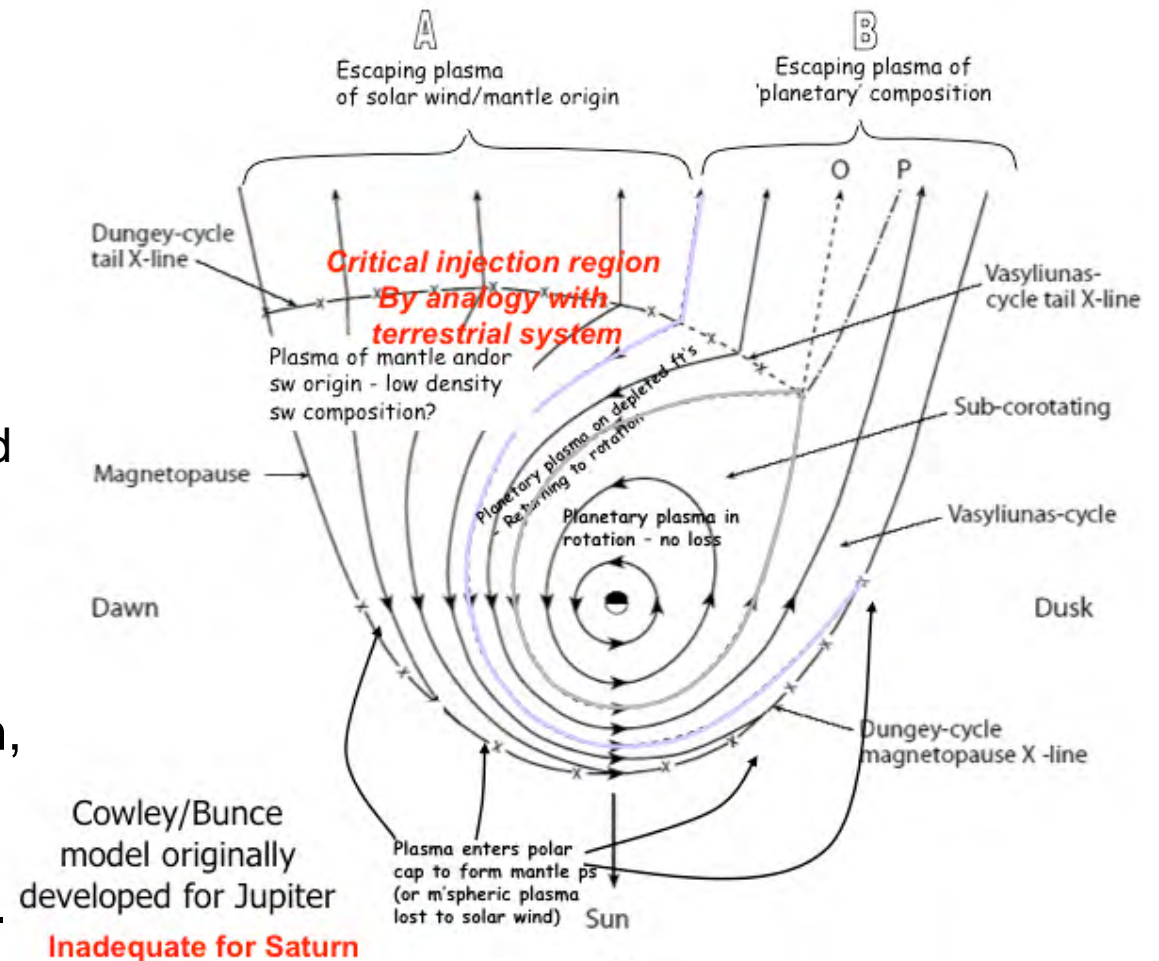 A
Escaping plasma
of solar wind/mantle origin
B
Escaping plasma of
'planetary' composition
O
P
Dungey-cycle
tail X-line
Critical injection region
By analogy with
terrestrial system
Vasyliunas-
cycle tail X-line
Plasma of mantle andor
sw origin - low density
sw composition?
Planetary plasma on depleted ft's
- Returning to rotation
Sub-corotating
d
Magnetopause
Planetary plasma in
rotation - no loss
Vasyliunas-cycle
Dawn
Dusk
n,
Dungey-cycle
magnetopause X -line
Cowley/Bunce
model originally
developed for Jupiter
Inadequate for Saturn
Plasma enters polar
cap to form mantle ps
(or m'spheric plasma
lost to solar wind)
Sun